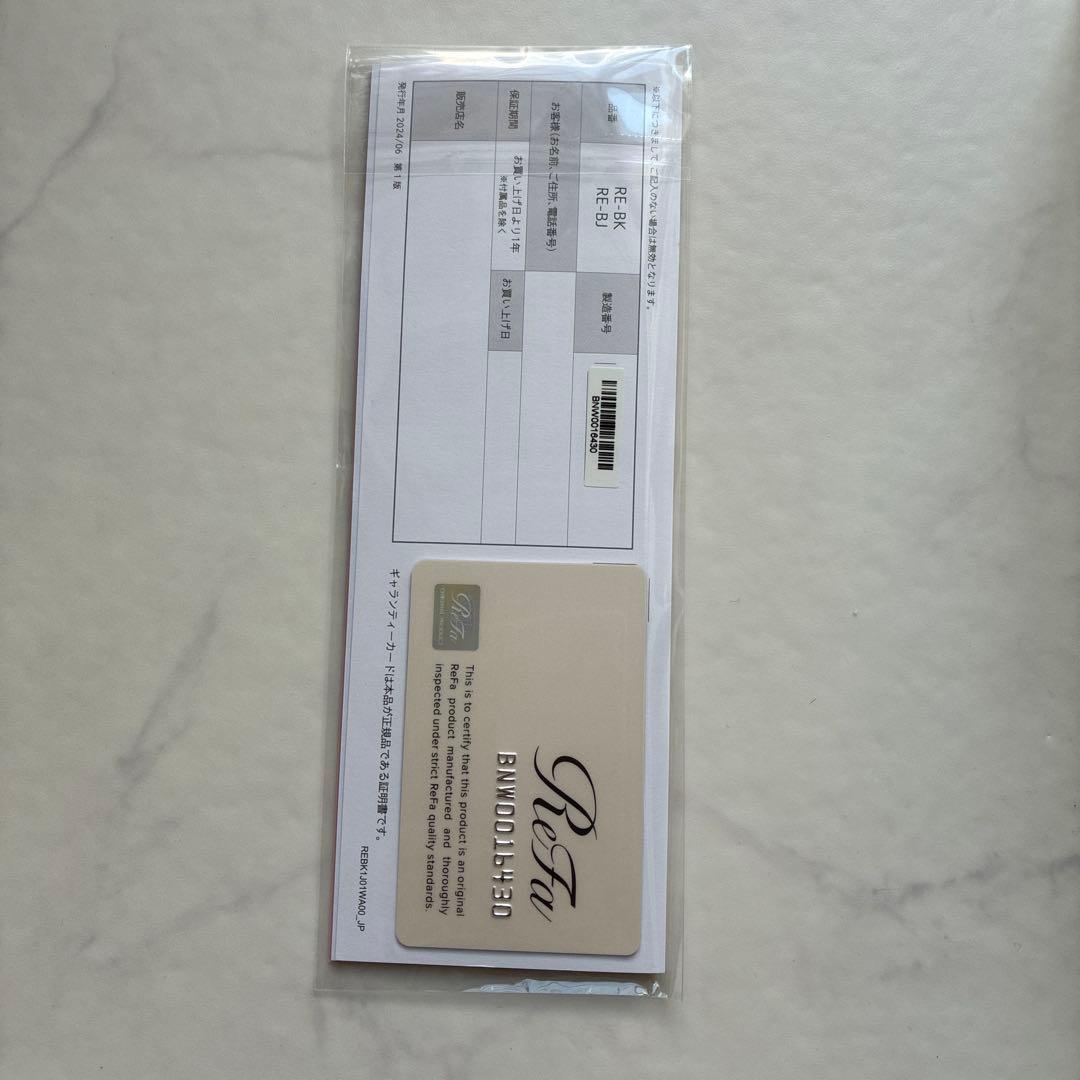 ※以下につきまして、ご記入のない場合は無効となります。
品番
RE-BK
RE-BJ
製造番号
BNW0016430
お客様(お名前、ご住所、電話番号)
保証期間
お買い上げ日より1年
※付属品を除く
お買い上げ日
販売店名
発行年月 2024/06 第1版
ReFa
BNW0016430
ReFa
ORIGINAL PRODUCT
This is to certify that this product is an original
ReFa product manufactured and thoroughly
inspected under strict ReFa quality standards.
ギャランティーカードは本品が正規品である証明書です。
REBK1J01WA00_JP